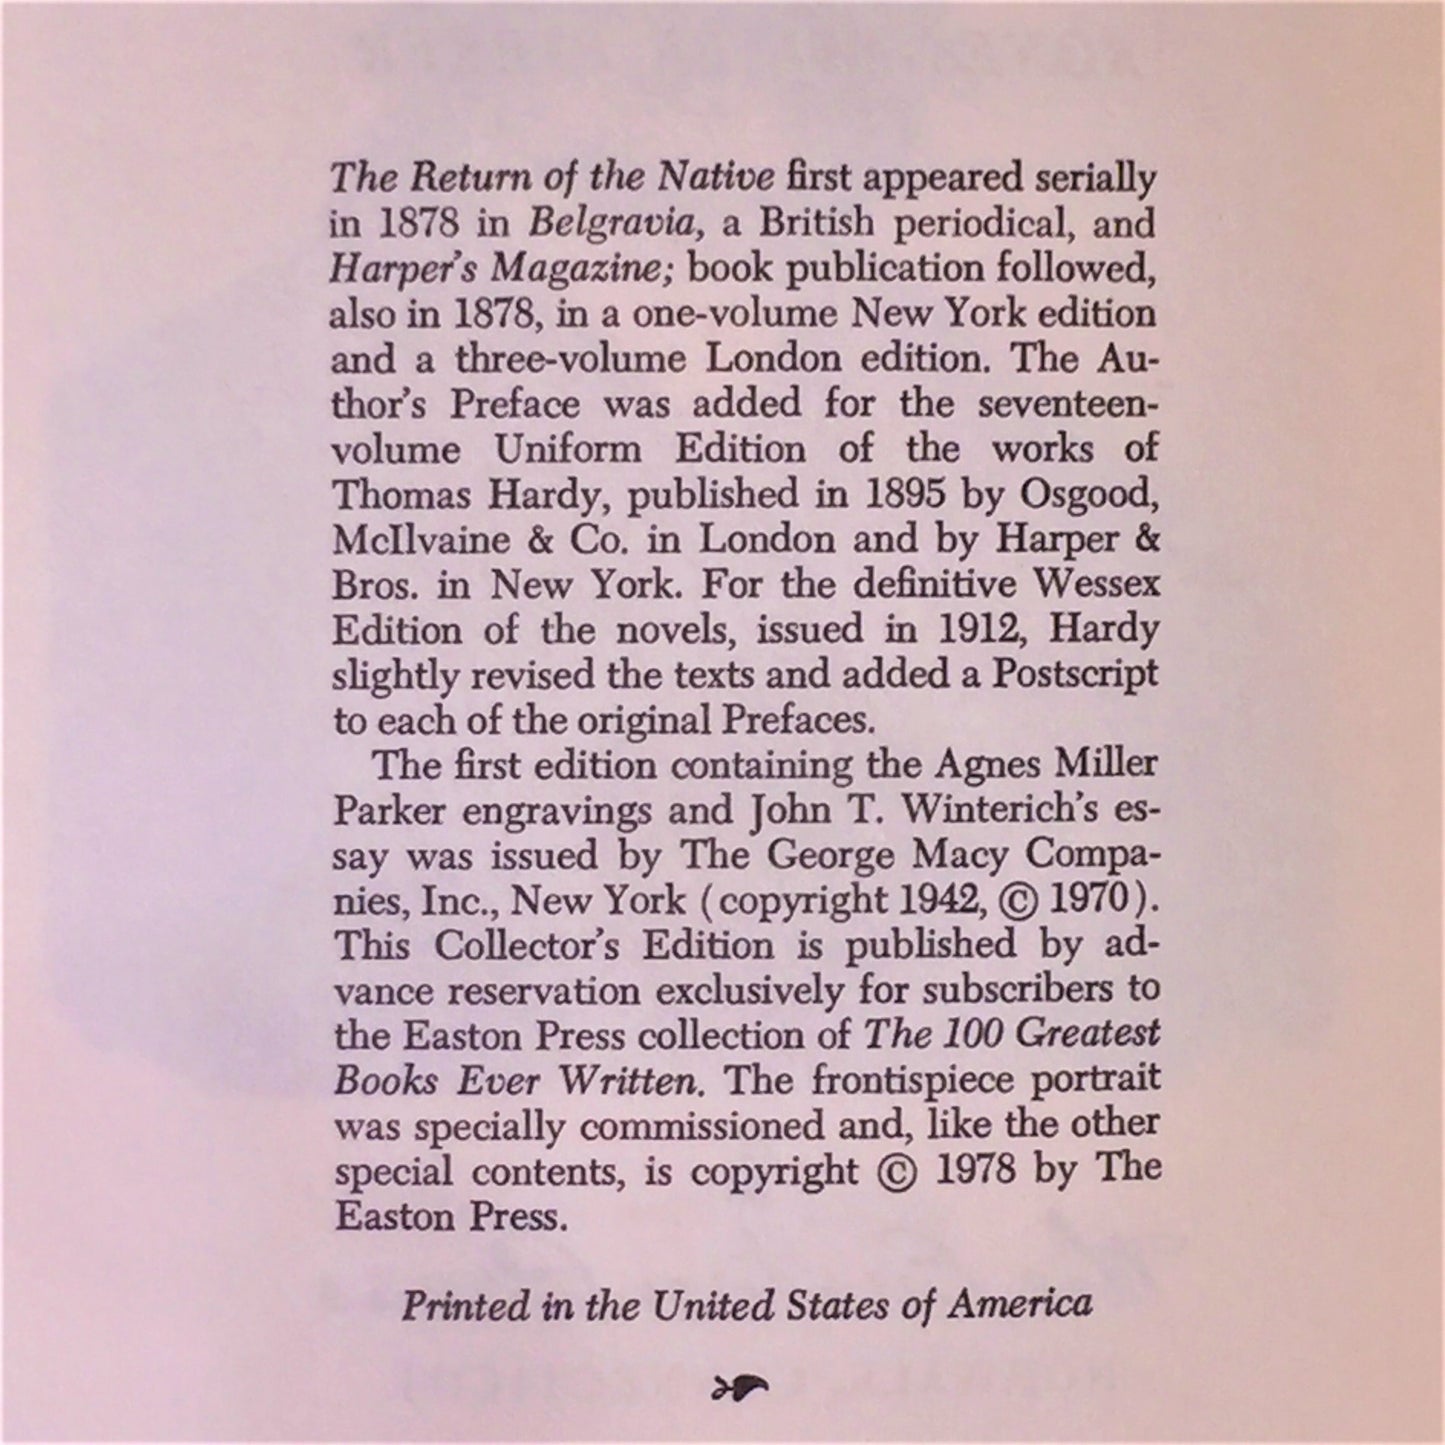 The Return of the Native first appeared serially
in 1878 in Belgravia, a British periodical, and
Harper's Magazine; book publication followed,
also in 1878, in a one-volume New York edition
and a three-volume London edition. The Au-
thor's Preface was added for the seventeen-
volume Uniform Edition of the works of
Thomas Hardy, published in 1895 by Osgood,
McIlvaine & Co. in London and by Harper &
Bros. in New York. For the definitive Wessex
Edition of the novels, issued in 1912, Hardy
slightly revised the texts and added a Postscript
to each of the original Prefaces.
The first edition containing the Agnes Miller
Parker engravings and John T. Winterich's es-
say was issued by The George Macy Compa-
nies, Inc., New York (copyright 1942, © 1970).
This Collector's Edition is published by ad-
vance reservation exclusively for subscribers to
the Easton Press collection of The 100 Greatest
Books Ever Written. The frontispiece portrait
was specially commissioned and, like the other
special contents, is copyright © 1978 by The
Easton Press.
Printed in the United States of America